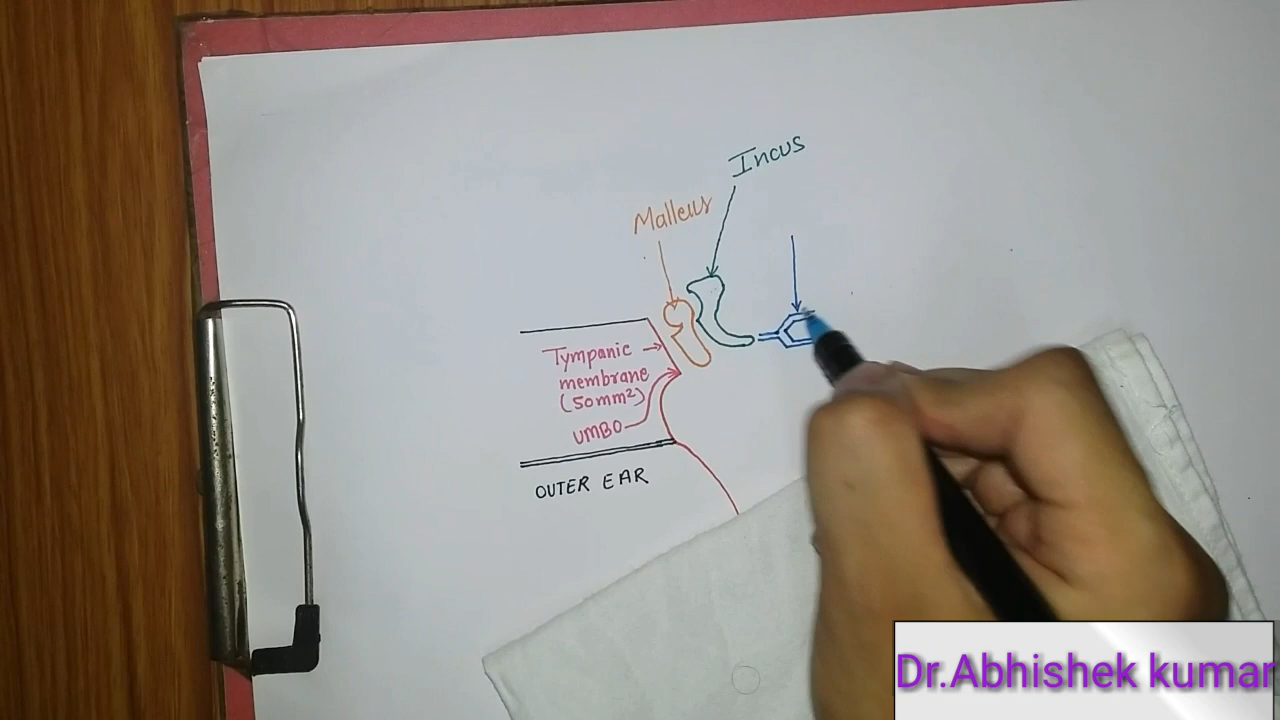 Incus
Malleus
Tympanic
membrane
(50mm²)
UMBO
OUTER EAR
Dr.Abhishek kumar